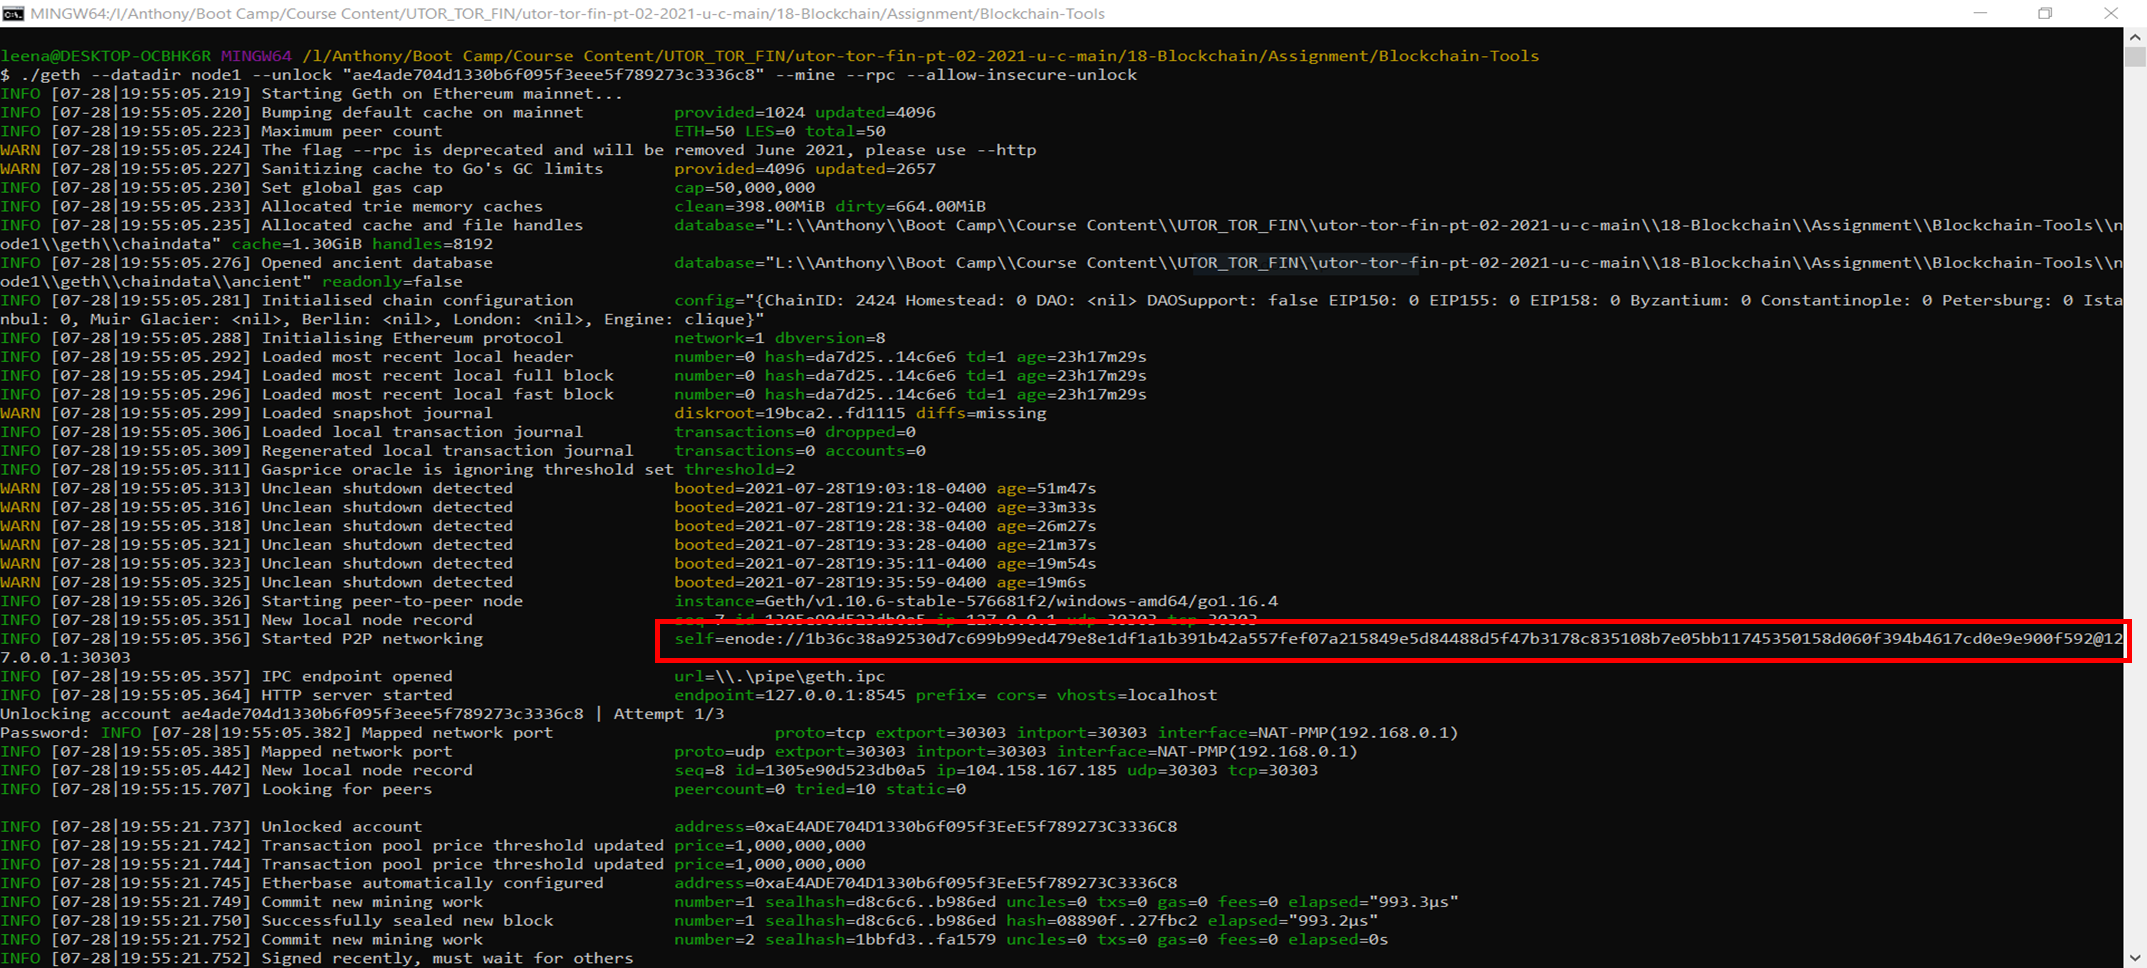 MINGW64:/l/Anthony/Boot Camp/Course Content/UTOR_TOR_FIN/utor-tor-fin-pt-02-2021-u-c-main/18-Blockchain/Assignment/Blockchain-Tools
leena@DESKTOP-OCBHK6R MINGW64 /l/Anthony/Boot Camp/Course Content/UTOR_TOR_FIN/utor-tor-fin-pt-02-2021-u-c-main/18-Blockchain/Assignment/Blockchain-Tools
$ ./geth --datadir node1 --unlock "ae4ade704d1330b6f095f3eee5f789273c3336c8" --mine --rpc --allow-insecure-unlock
INFO [07-28|19:55:05.219] Starting Geth on Ethereum mainnet...
INFO [07-28|19:55:05.220] Bumping default cache on mainnet provided=1024 updated=4096
INFO [07-28|19:55:05.223] Maximum peer count ETH=50 LES=0 total=50
WARN [07-28|19:55:05.224] The flag --rpc is deprecated and will be removed June 2021, please use --http
WARN [07-28|19:55:05.227] Sanitizing cache to Go's GC limits provided=4096 updated=2657
INFO [07-28|19:55:05.230] Set global gas cap cap=50,000,000
INFO [07-28|19:55:05.233] Allocated trie memory caches clean=398.00MiB dirty=664.00MiB
INFO [07-28|19:55:05.235] Allocated cache and file handles database="L:\\Anthony\\Boot Camp\\Course Content\\UTOR_TOR_FIN\\utor-tor-fin-pt-02-2021-u-c-main\\18-Blockchain\\Assignment\\Blockchain-Tools\\n
ode1\\geth\\chaindata" cache=1.30GiB handles=8192
INFO [07-28|19:55:05.276] Opened ancient database database="L:\\Anthony\\Boot Camp\\Course Content\\UTOR_TOR_FIN\\utor-tor-fin-pt-02-2021-u-c-main\\18-Blockchain\\Assignment\\Blockchain-Tools\\n
ode1\\geth\\chaindata\\ancient" readonly=false
INFO [07-28|19:55:05.281] Initialised chain configuration config="{ChainID: 2424 Homestead: 0 DAO: <nil> DAOSupport: false EIP150: 0 EIP155: 0 EIP158: 0 Byzantium: 0 Constantinople: 0 Petersburg: 0 Ista
nbul: 0, Muir Glacier: <nil>, Berlin: <nil>, London: <nil>, Engine: clique}"
INFO [07-28|19:55:05.288] Initialising Ethereum protocol network=1 dbversion=8
INFO [07-28|19:55:05.292] Loaded most recent local header number=0 hash=da7d25..14c6e6 td=1 age=23h17m29s
INFO [07-28|19:55:05.294] Loaded most recent local full block number=0 hash=da7d25..14c6e6 td=1 age=23h17m29s
INFO [07-28|19:55:05.296] Loaded most recent local fast block number=0 hash=da7d25..14c6e6 td=1 age=23h17m29s
WARN [07-28|19:55:05.299] Loaded snapshot journal diskroot=19bca2..fd1115 diffs=missing
INFO [07-28|19:55:05.306] Loaded local transaction journal transactions=0 dropped=0
INFO [07-28|19:55:05.309] Regenerated local transaction journal transactions=0 accounts=0
INFO [07-28|19:55:05.311] Gasprice oracle is ignoring threshold set threshold=2
WARN [07-28|19:55:05.313] Unclean shutdown detected booted=2021-07-28T19:03:18-0400 age=51m47s
WARN [07-28|19:55:05.316] Unclean shutdown detected booted=2021-07-28T19:21:32-0400 age=33m33s
WARN [07-28|19:55:05.318] Unclean shutdown detected booted=2021-07-28T19:28:38-0400 age=26m27s
WARN [07-28|19:55:05.321] Unclean shutdown detected booted=2021-07-28T19:33:28-0400 age=21m37s
WARN [07-28|19:55:05.323] Unclean shutdown detected booted=2021-07-28T19:35:11-0400 age=19m54s
WARN [07-28|19:55:05.325] Unclean shutdown detected booted=2021-07-28T19:35:59-0400 age=19m6s
INFO [07-28|19:55:05.326] Starting peer-to-peer node instance=Geth/v1.10.6-stable-576681f2/windows-amd64/go1.16.4
INFO [07-28|19:55:05.351] New local node record seq=7 id=1305e90d523db0a5 ip=127.0.0.1 udp=30303 tcp=30303
INFO [07-28|19:55:05.356] Started P2P networking self=enode://1b36c38a92530d7c699b99ed479e8e1df1a1b391b42a557fef07a215849e5d84488d5f47b3178c835108b7e05bb11745350158d060f394b4617cd0e9e900f592@12
7.0.0.1:30303
INFO [07-28|19:55:05.357] IPC endpoint opened url=\\.\pipe\geth.ipc
INFO [07-28|19:55:05.364] HTTP server started endpoint=127.0.0.1:8545 prefix= cors= vhosts=localhost
Unlocking account ae4ade704d1330b6f095f3eee5f789273c3336c8 | Attempt 1/3
Password: INFO [07-28|19:55:05.382] Mapped network port proto=tcp extport=30303 intport=30303 interface=NAT-PMP(192.168.0.1)
INFO [07-28|19:55:05.385] Mapped network port proto=udp extport=30303 intport=30303 interface=NAT-PMP(192.168.0.1)
INFO [07-28|19:55:05.442] New local node record seq=8 id=1305e90d523db0a5 ip=104.158.167.185 udp=30303 tcp=30303
INFO [07-28|19:55:15.707] Looking for peers peercount=0 tried=10 static=0
INFO [07-28|19:55:21.737] Unlocked account address=0xaE4ADE704D1330b6f095f3EeE5f789273C3336C8
INFO [07-28|19:55:21.742] Transaction pool price threshold updated price=1,000,000,000
INFO [07-28|19:55:21.744] Transaction pool price threshold updated price=1,000,000,000
INFO [07-28|19:55:21.745] Etherbase automatically configured address=0xaE4ADE704D1330b6f095f3EeE5f789273C3336C8
INFO [07-28|19:55:21.749] Commit new mining work number=1 sealhash=d8c6c6..b986ed uncles=0 txs=0 gas=0 fees=0 elapsed="993.3µs"
INFO [07-28|19:55:21.750] Successfully sealed new block number=1 sealhash=d8c6c6..b986ed hash=08890f..27fbc2 elapsed="993.2µs"
INFO [07-28|19:55:21.752] Commit new mining work number=2 sealhash=1bbfd3..fa1579 uncles=0 txs=0 gas=0 fees=0 elapsed=0s
INFO [07-28|19:55:21.752] Signed recently, must wait for others